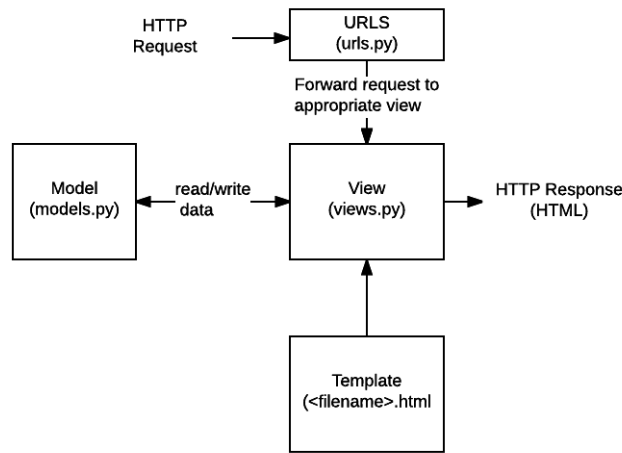 HTTP
Request
URLS
(urls.py)
Forward request to
appropriate view
Model
(models.py)
read/write
data
View
(views.py)
HTTP Response
(HTML)
Template
(<filename>.html